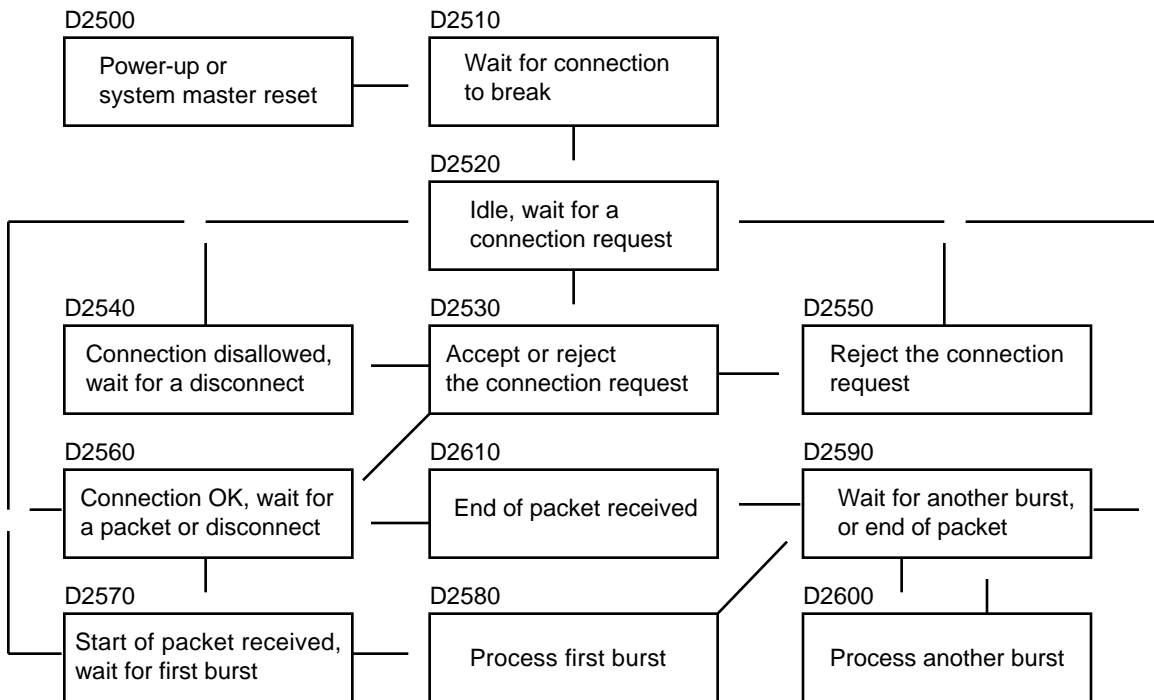 D2500
Power-up or
system master reset
D2510
Wait for connection
to break
D2520
Idle, wait for a
connection request
D2540
Connection disallowed,
wait for a disconnect
D2530
Accept or reject
the connection request
D2550
Reject the connection
request
D2560
Connection OK, wait for
a packet or disconnect
D2610
End of packet received
D2590
Wait for another burst,
or end of packet
D2570
Start of packet received,
wait for first burst
D2580
Process first burst
D2600
Process another burst